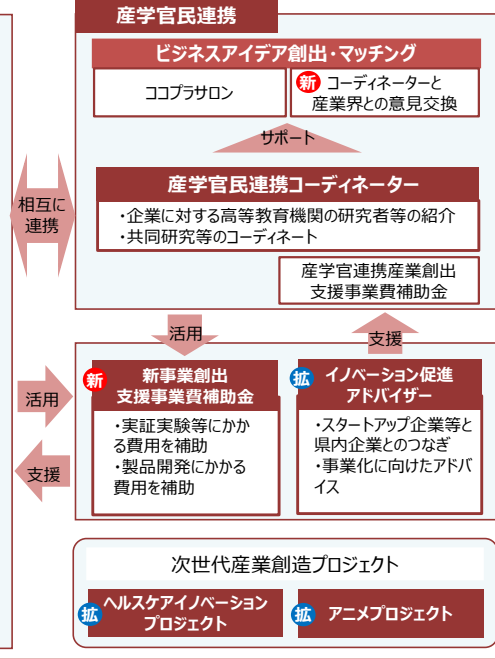 産学官民連携
ビジネスアイデア創出・マッチング
ココプラサロン
新 コーディネーターと
産業界との意見交換
サポート
産学官民連携コーディネーター
・企業に対する高等教育機関の研究者等の紹介
・共同研究等のコーディネート
相互に
連携
産学官連携産業創出
支援事業費補助金
活用
支援
新 新事業創出
支援事業費補助金
・実証実験等にかか
る費用を補助
・製品開発にかかる
費用を補助
拡 イノベーション促進
アドバイザー
・スタートアップ企業等と
県内企業とのつなぎ
・事業化に向けたアドバ
イス
活用
支援
次世代産業創造プロジェクト
拡 ヘルスケアイノベーション
プロジェクト
拡 アニメプロジェクト